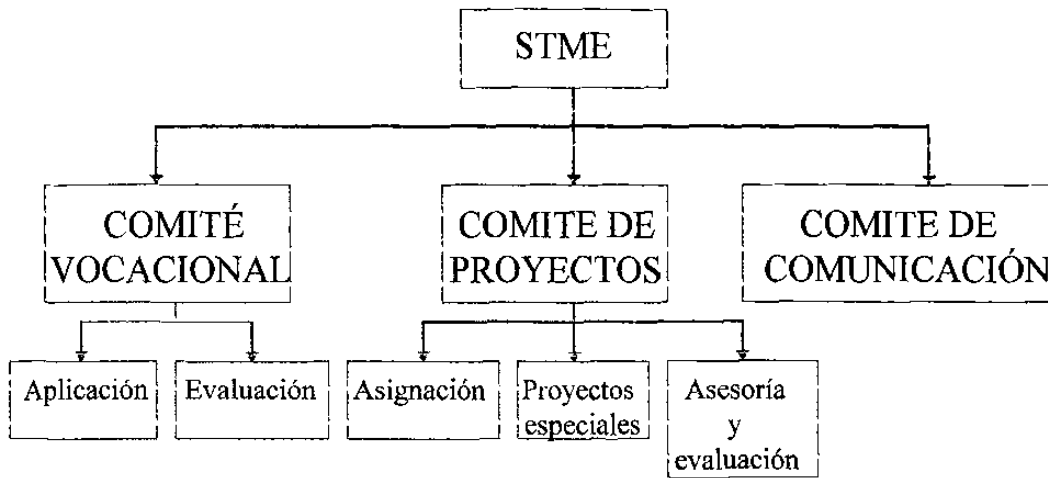 STME
COMITÉ
VOCACIONAL
COMITE DE
PROYECTOS
COMITE DE
COMUNICACIÓN
Aplicación
Evaluación
Asignación
Proyectos
especiales
Asesoría
y
evaluación